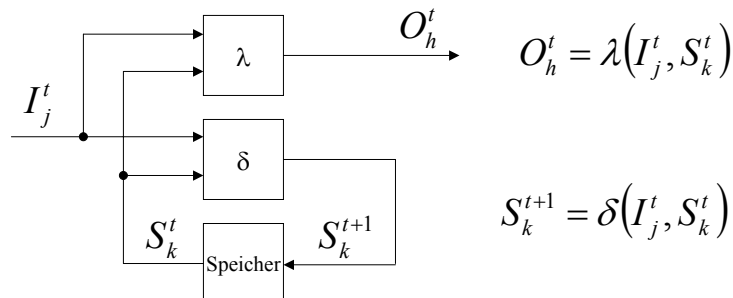 O_h^t
O_h^t = λ(I_j^t, S_k^t)
λ
I_j^t
δ
S_k^t
S_k^{t+1}
S_k^{t+1} = δ(I_j^t, S_k^t)
Speicher